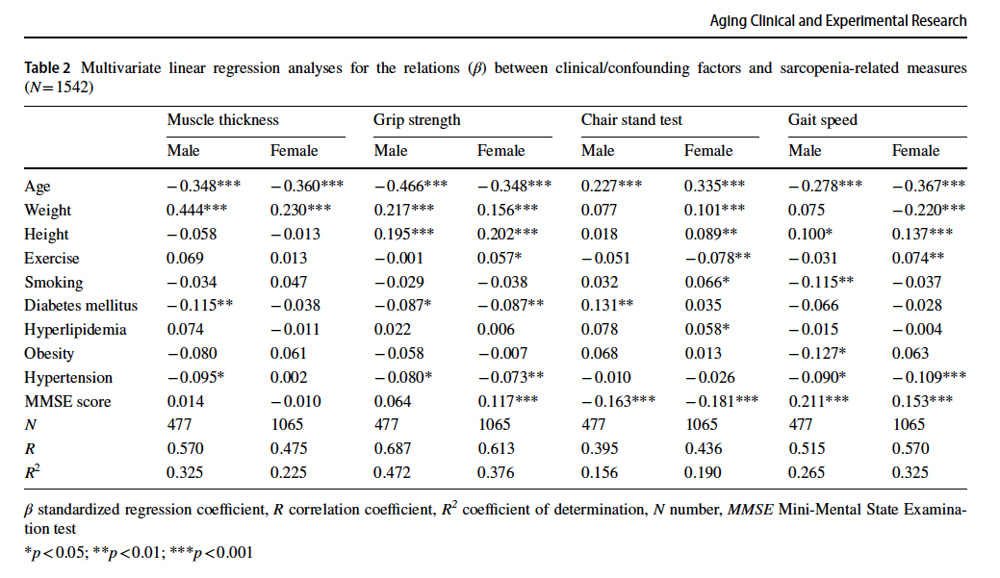 Aging Clinical and Experimental Research
Table 2 Multivariate linear regression analyses for the relations (β) between clinical/confounding factors and sarcopenia-related measures
(N=1542)
Muscle thickness Grip strength Chair stand test Gait speed
Male Female Male Female Male Female Male Female
Age −0.348*** −0.360*** −0.466*** −0.348*** 0.227*** 0.335*** −0.278*** −0.367***
Weight 0.444*** 0.230*** 0.217*** 0.156*** 0.077 0.101*** 0.075 −0.220***
Height −0.058 −0.013 0.195*** 0.202*** 0.018 0.089** 0.100* 0.137***
Exercise 0.069 0.013 −0.001 0.057* −0.051 −0.078** −0.031 0.074**
Smoking −0.034 0.047 −0.029 −0.038 0.032 0.066* −0.115** −0.037
Diabetes mellitus −0.115** −0.038 −0.087* −0.087** 0.131** 0.035 −0.066 −0.028
Hyperlipidemia 0.074 −0.011 0.022 0.006 0.078 0.058* −0.015 −0.004
Obesity −0.080 0.061 −0.058 −0.007 0.068 0.013 −0.127* 0.063
Hypertension −0.095* 0.002 −0.080* −0.073** −0.010 −0.026 −0.090* −0.109***
MMSE score 0.014 −0.010 0.064 0.117*** −0.163*** −0.181*** 0.211*** 0.153***
N 477 1065 477 1065 477 1065 477 1065
R 0.570 0.475 0.687 0.613 0.395 0.436 0.515 0.570
R² 0.325 0.225 0.472 0.376 0.156 0.190 0.265 0.325
β standardized regression coefficient, R correlation coefficient, R² coefficient of determination, N number, MMSE Mini-Mental State Examina-
tion test
*p<0.05; **p<0.01; ***p<0.001